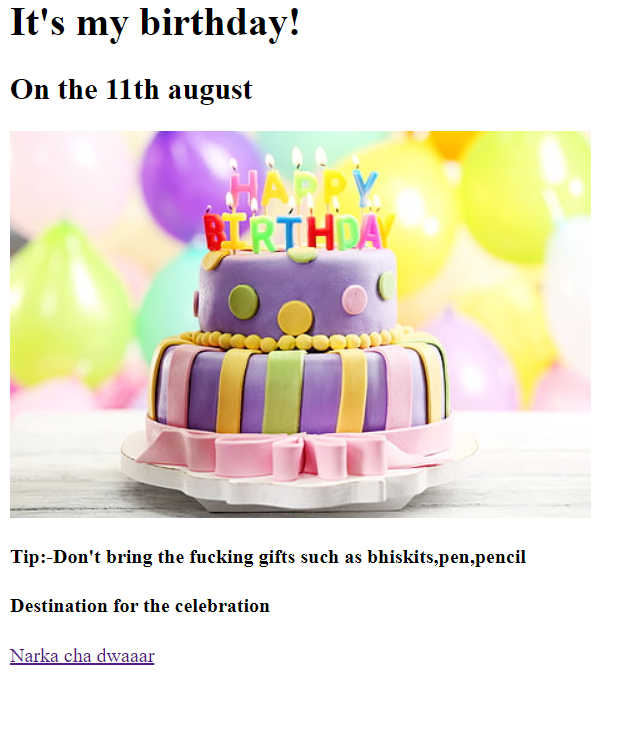 It's my birthday!
On the 11th august
HAPPY
BIRTHDAY
Tip:-Don't bring the fucking gifts such as bhiskits,pen,pencil
Destination for the celebration
Narka cha dwaaar